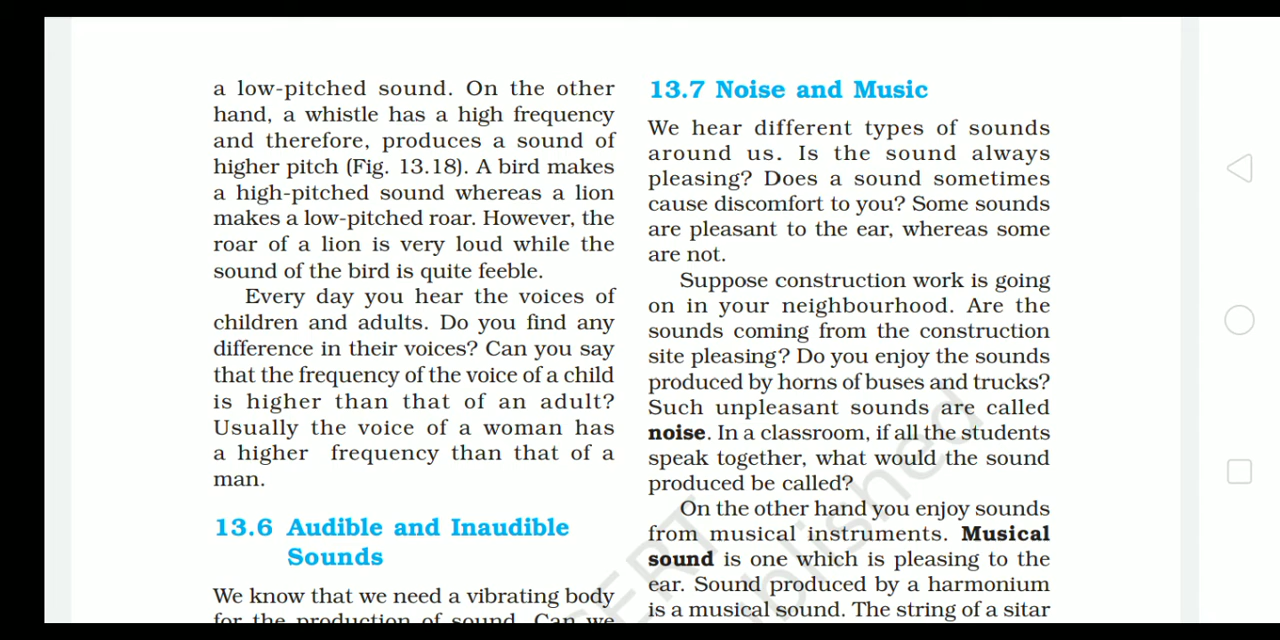 a low-pitched sound. On the other
hand, a whistle has a high frequency
and therefore, produces a sound of
higher pitch (Fig. 13.18). A bird makes
a high-pitched sound whereas a lion
makes a low-pitched roar. However, the
roar of a lion is very loud while the
sound of the bird is quite feeble.
Every day you hear the voices of
children and adults. Do you find any
difference in their voices? Can you say
that the frequency of the voice of a child
is higher than that of an adult?
Usually the voice of a woman has
a higher frequency than that of a
man.
13.6 Audible and Inaudible
Sounds
We know that we need a vibrating body
for the production of sound. Can we
13.7 Noise and Music
We hear different types of sounds
around us. Is the sound always
pleasing? Does a sound sometimes
cause discomfort to you? Some sounds
are pleasant to the ear, whereas some
are not.
Suppose construction work is going
on in your neighbourhood. Are the
sounds coming from the construction
site pleasing? Do you enjoy the sounds
produced by horns of buses and trucks?
Such unpleasant sounds are called
noise. In a classroom, if all the students
speak together, what would the sound
produced be called?
On the other hand you enjoy sounds
from musical instruments. Musical
sound is one which is pleasing to the
ear. Sound produced by a harmonium
is a musical sound. The string of a sitar